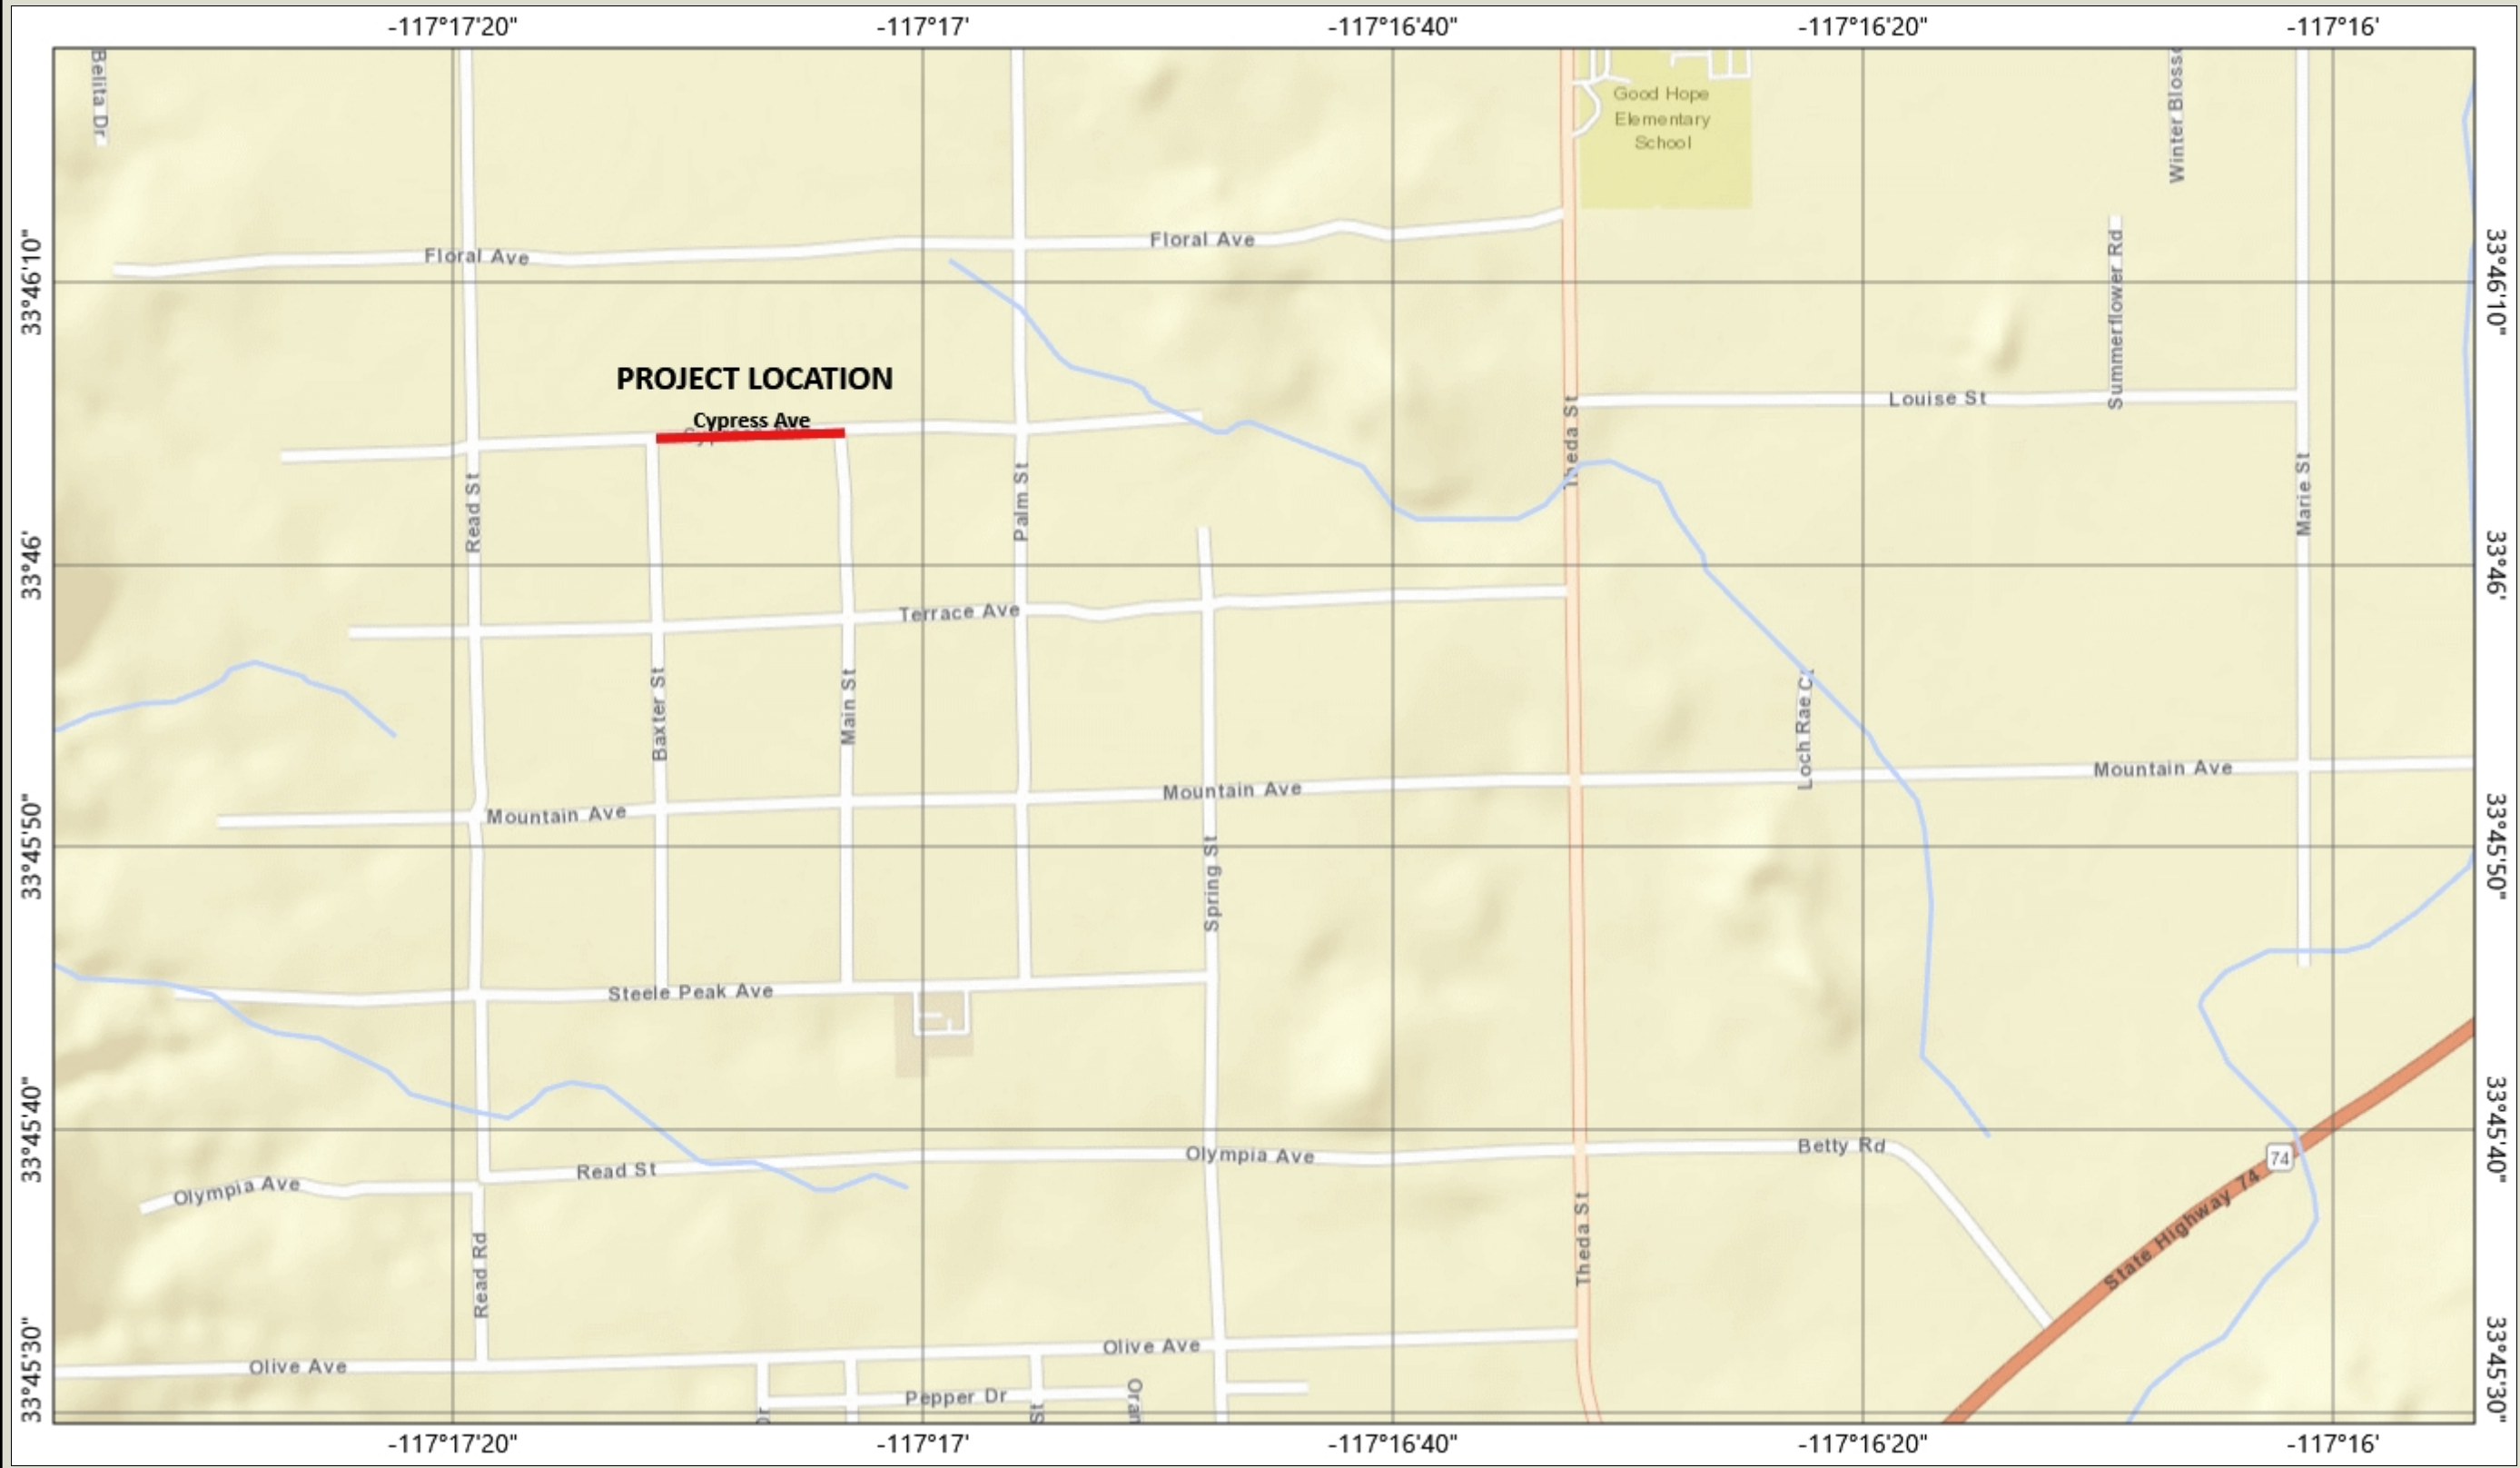 -117°17'20" -117°17' -117°16'40" -117°16'20" -117°16'
Belita Dr
Good Hope
Elementary
School
Floral Ave
Floral Ave
33°46'10"
33°46'10"
Summerflower Rd
PROJECT LOCATION
Cypress Ave
Louise St
Theda St
Read St
Palm St
Marie St
33°46'
33°46'
Terrace Ave
Baxter St
Main St
Loch Rae Ct
Mountain Ave
Mountain Ave
Mountain Ave
33°45'50"
33°45'50"
Spring St
Steele Peak Ave
33°45'40"
33°45'40"
Olympia Ave
Read St
Olympia Ave
Betty Rd
74
State Highway 74
Theda St
Read Rd
33°45'30"
33°45'30"
Olive Ave
Olive Ave
Pepper Dr
Dr
St
-117°17'20" -117°17' -117°16'40" -117°16'20" -117°16'